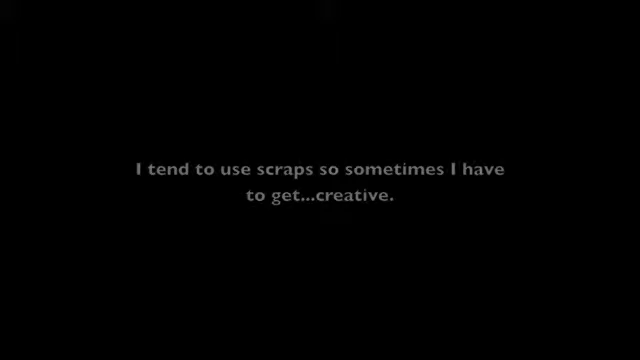 I tend to use scraps so sometimes I have
to get...creative.